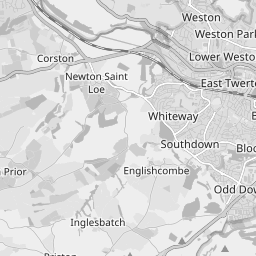 Weston
Weston Park
Corston
Lower Weston
Newton Saint
Loe
East Twerto
Whiteway
Southdown
Bloo
Prior
Englishcombe
Odd Dow
Inglesbatch
Priston